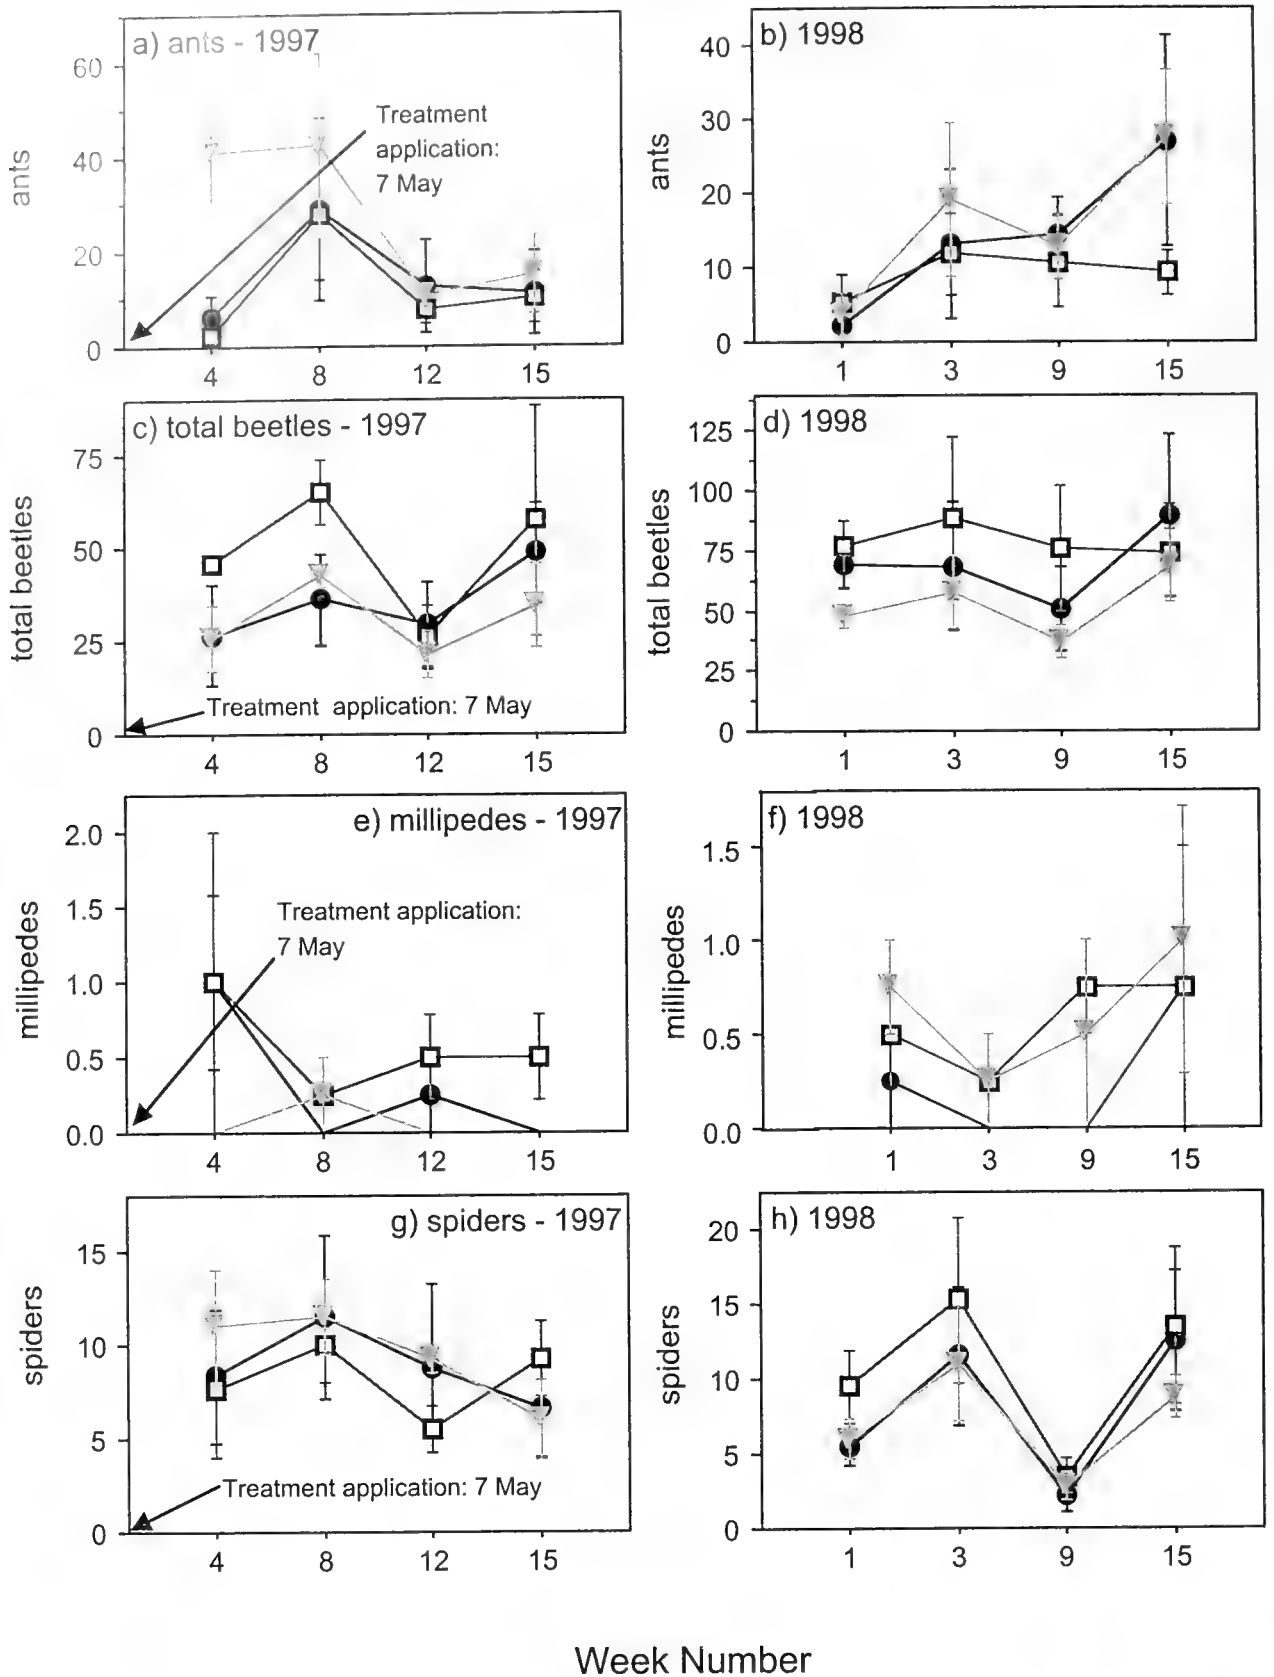 a) ants - 1997
60
40
20
0
ants
Treatment
application:
7 May
4 8 12 15
b) 1998
40
30
20
10
0
ants
1 3 9 15
c) total beetles - 1997
75
50
25
0
total beetles
Treatment application: 7 May
4 8 12 15
d) 1998
125
100
75
50
25
0
total beetles
1 3 9 15
e) millipedes - 1997
2.0
1.5
1.0
0.5
0.0
millipedes
Treatment application:
7 May
4 8 12 15
f) 1998
1.5
1.0
0.5
0.0
millipedes
1 3 9 15
g) spiders - 1997
15
10
5
0
spiders
Treatment application: 7 May
4 8 12 15
h) 1998
20
15
10
5
0
spiders
1 3 9 15
Week Number